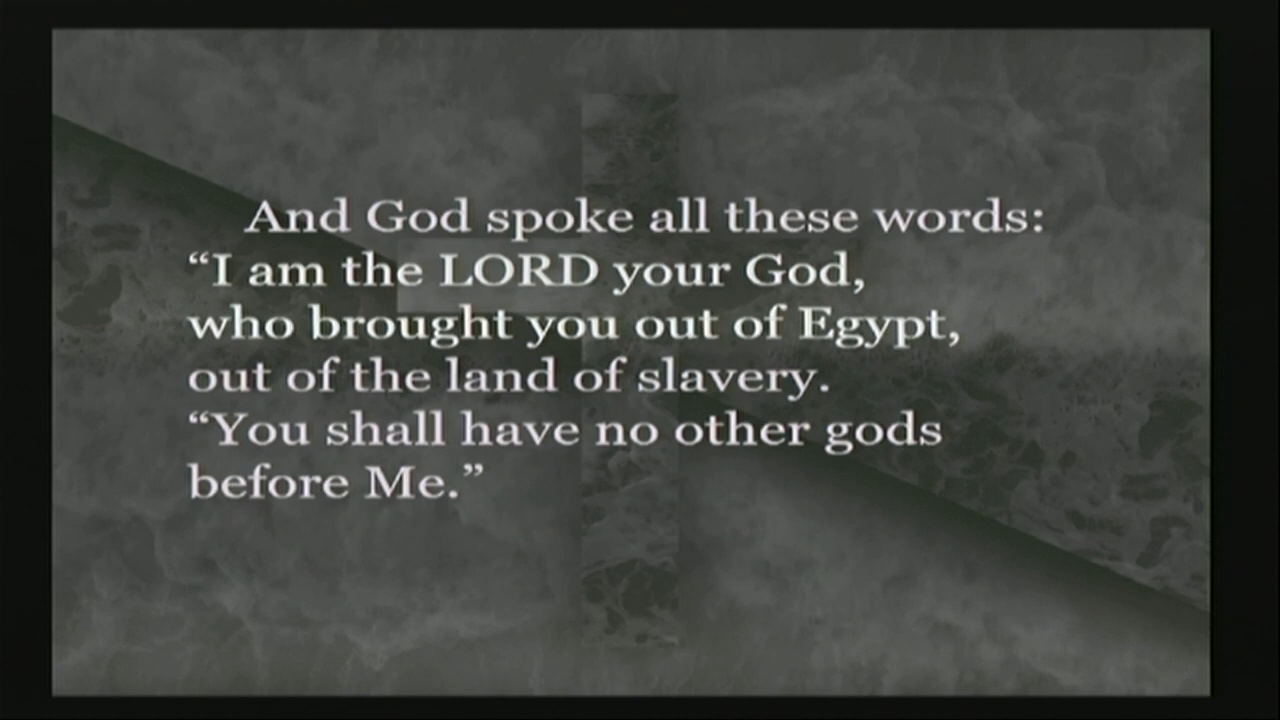 And God spoke all these words:
“I am the LORD your God,
who brought you out of Egypt,
out of the land of slavery.
“You shall have no other gods
before Me.”